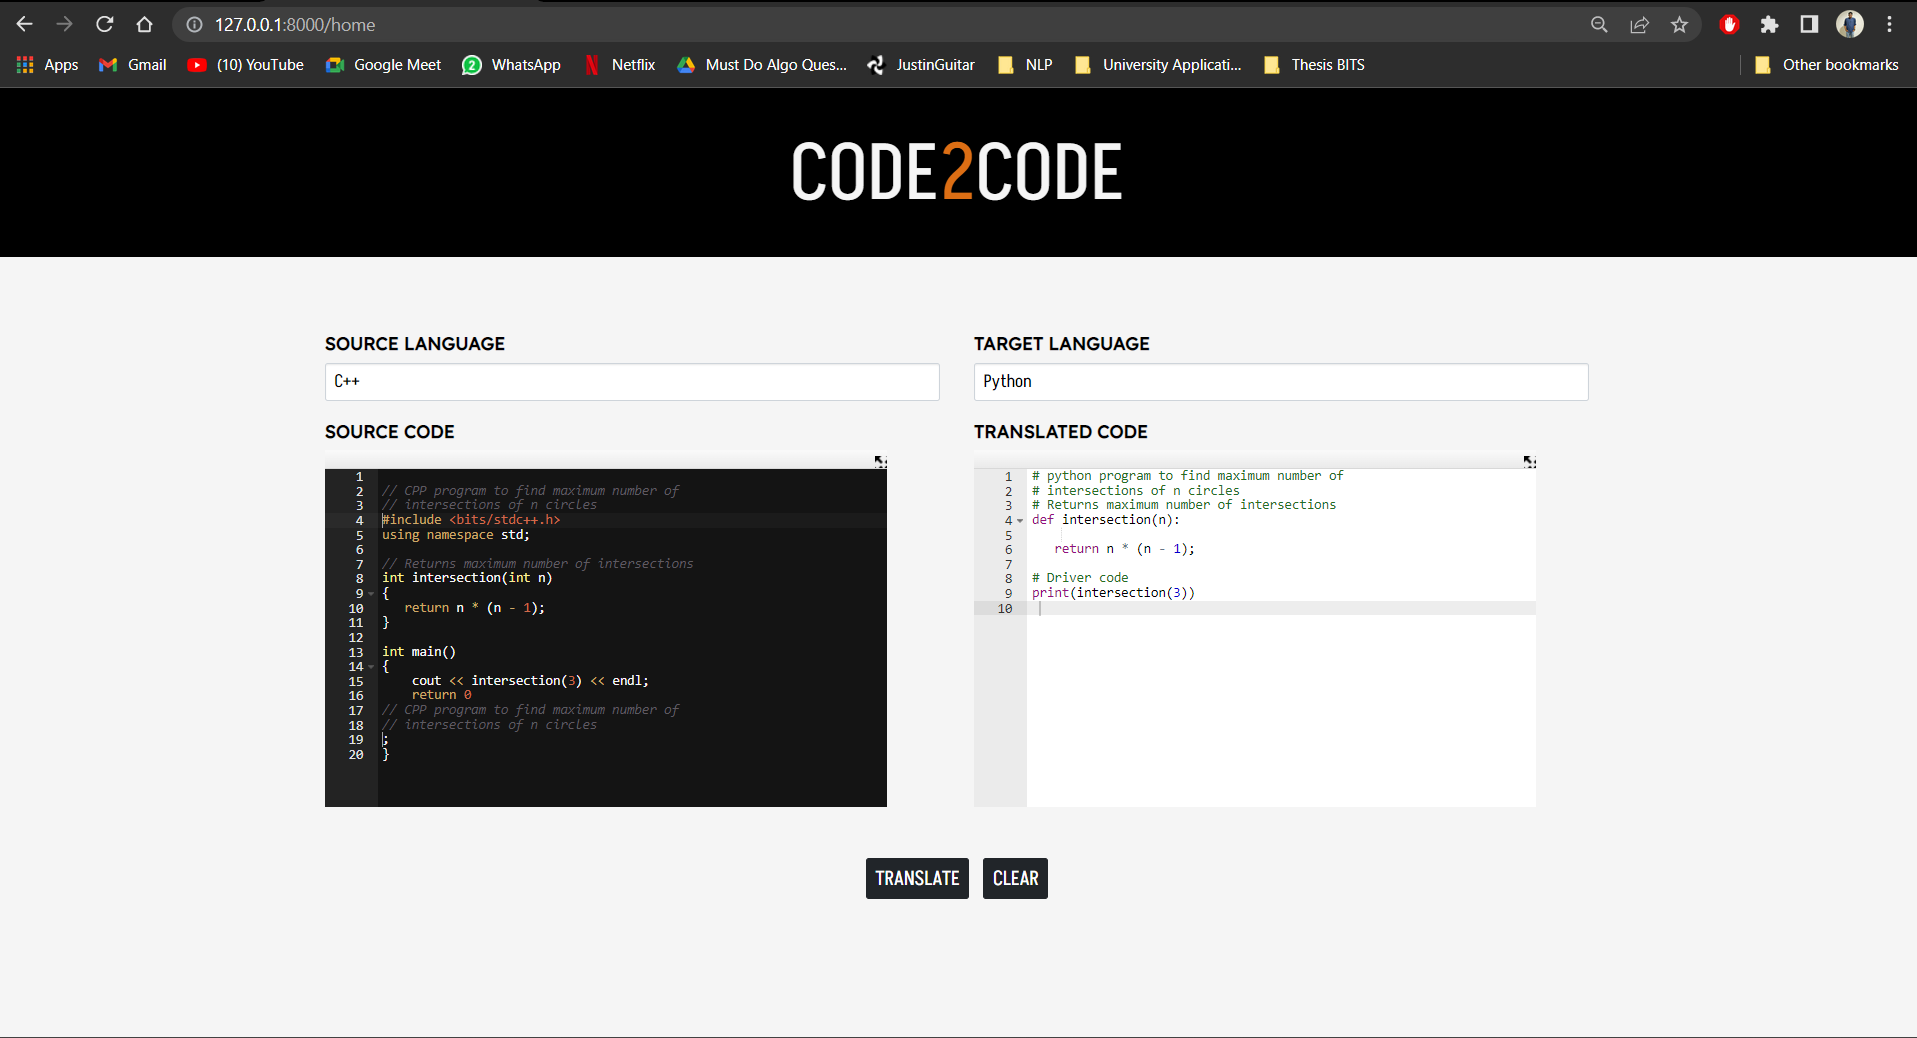 127.0.0.1:8000/home
Apps Gmail (10) YouTube Google Meet 2 WhatsApp Netflix Must Do Algo Ques... JustinGuitar NLP University Applicati... Thesis BITS Other bookmarks
CODE2CODE
SOURCE LANGUAGE
C++
SOURCE CODE
1
2 // CPP program to find maximum number of
3 // intersections of n circles
4 #include <bits/stdc++.h>
5 using namespace std;
6
7 // Returns maximum number of intersections
8 int intersection(int n)
9 {
10    return n * (n - 1);
11 }
12
13 int main()
14 {
15     cout << intersection(3) << endl;
16     return 0
17 // CPP program to find maximum number of
18 // intersections of n circles
19 ;
20 }
TARGET LANGUAGE
Python
TRANSLATED CODE
1 # python program to find maximum number of
2 # intersections of n circles
3 # Returns maximum number of intersections
4 def intersection(n):
5
6    return n * (n - 1);
7
8 # Driver code
9 print(intersection(3))
10
TRANSLATE CLEAR